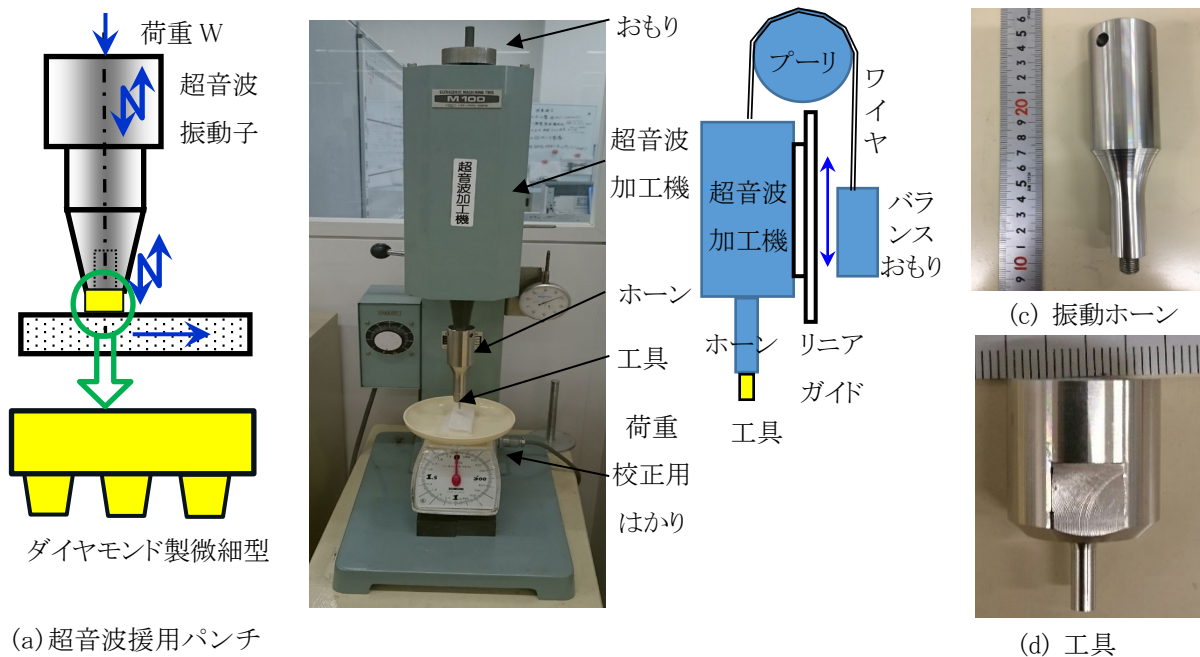 荷重 W
超音波
振動子
ダイヤモンド製微細型
(a)超音波援用パンチ
おもり
超音波
加工機
ホーン
工具
荷重
校正用
はかり
M100
超音波加工機
プーリ
ワイヤ
超音波
加工機
バラ
ンス
おもり
ホーン
リニア
ガイド
工具
(c) 振動ホーン
(d) 工具